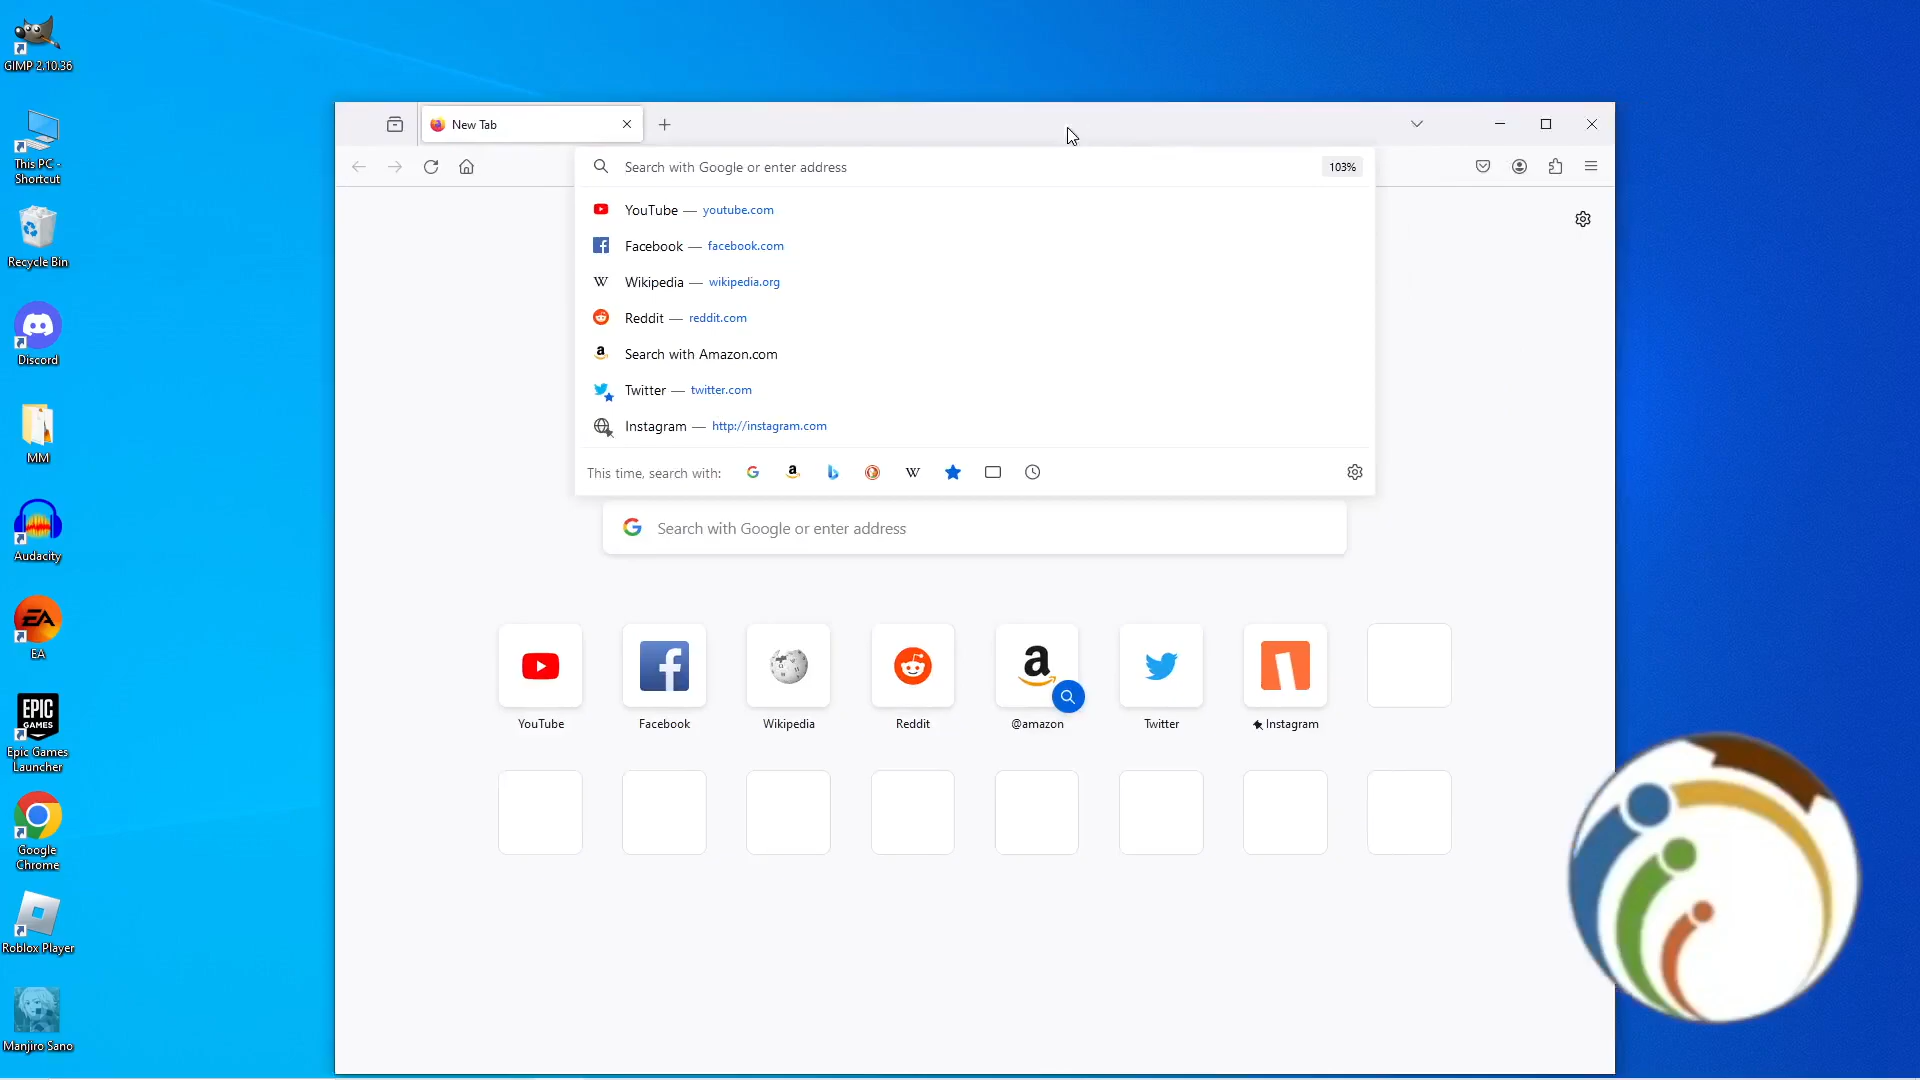 GIMP 2.10.36
This PC -
Shortcut
Recycle Bin
Discord
MM
Audacity
EA
EA
EPIC
GAMES
Epic Games
Launcher
Google
Chrome
Roblox Player
Manjiro Sano
New Tab
Search with Google or enter address
103%
YouTube — youtube.com
Facebook — facebook.com
W Wikipedia — wikipedia.org
Reddit — reddit.com
a Search with Amazon.com
Twitter — twitter.com
Instagram — http://instagram.com
This time, search with: G a b W
G Search with Google or enter address
YouTube
Facebook
Wikipedia
Reddit
@amazon
Twitter
Instagram